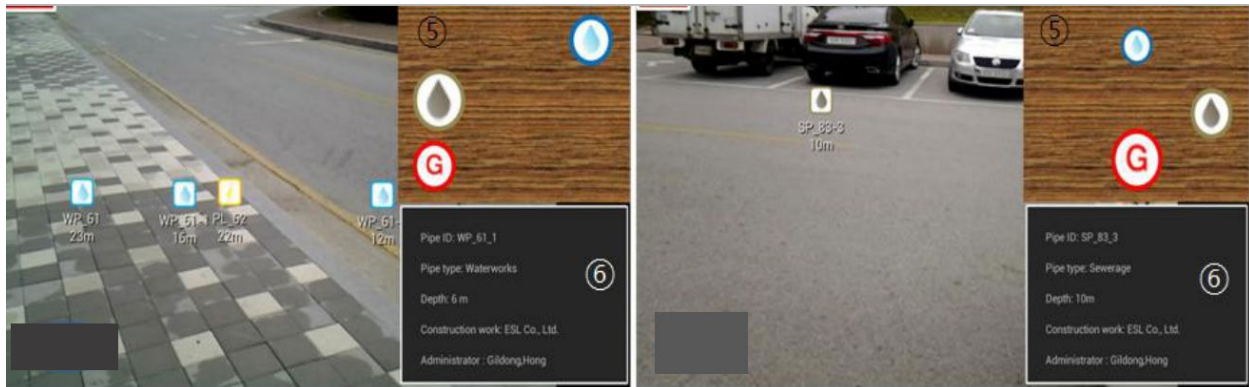 WP_61
23m
WP_61-1
16m
PL_52
22m
WP_61-
12m
⑤
G
Pipe ID: WP_61_1
Pipe type: Waterworks
Depth: 6 m
Construction work: ESL Co., Ltd.
Administrator : Gildong,Hong
⑥
SP_83-3
10m
⑤
G
Pipe ID: SP_83_3
Pipe type: Sewerage
Depth: 10m
Construction work: ESL Co., Ltd.
Administrator : Gildong,Hong
⑥